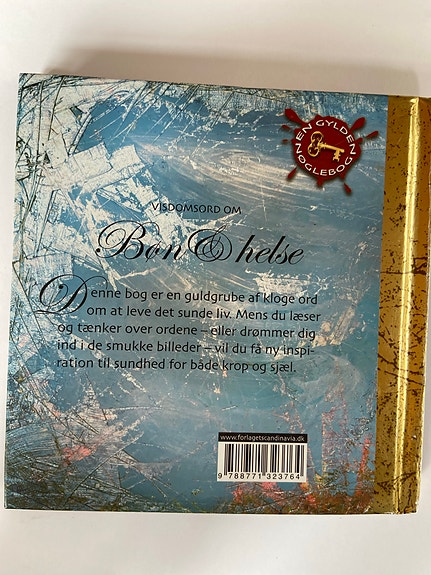 EN GYLDEN
NØGLEBOG
VISDOMSORD OM
Bøn & helse
Denne bog er en guldgrube af kloge ord
om at leve det sunde liv. Mens du læser
og tænker over ordene – eller drømmer dig
ind i de smukke billeder – vil du få ny inspi-
ration til sundhed for både krop og sjæl.
www.forlagetscandinavia.dk
9 788771 323764